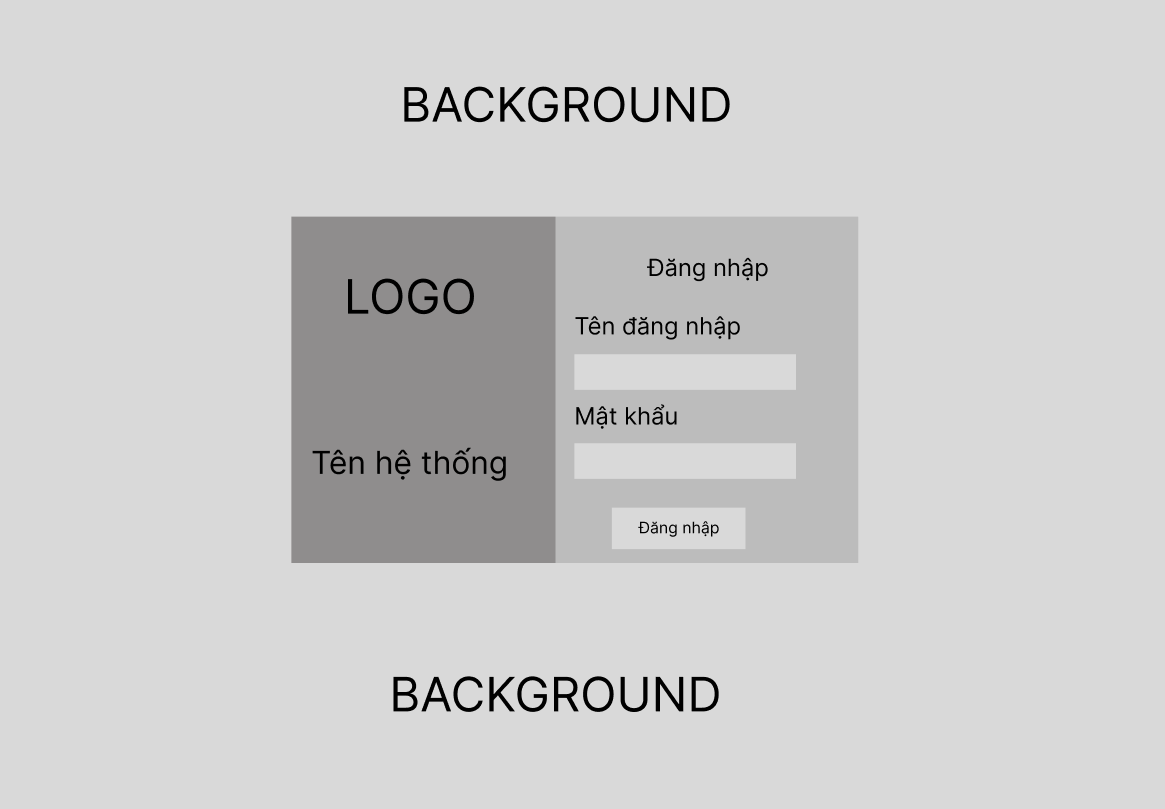 BACKGROUND
LOGO
Tên hệ thống
Đăng nhập
Tên đăng nhập
Mật khẩu
Đăng nhập
BACKGROUND